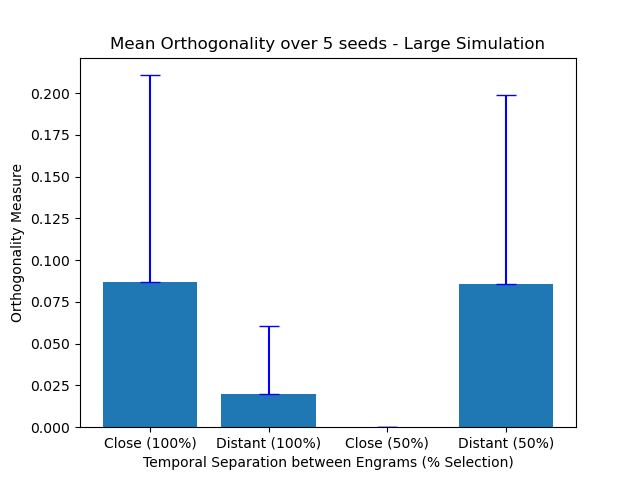 Mean Orthogonality over 5 seeds - Large Simulation
Orthogonality Measure
0.200
0.175
0.150
0.125
0.100
0.075
0.050
0.025
0.000
Close (100%) Distant (100%) Close (50%) Distant (50%)
Temporal Separation between Engrams (% Selection)